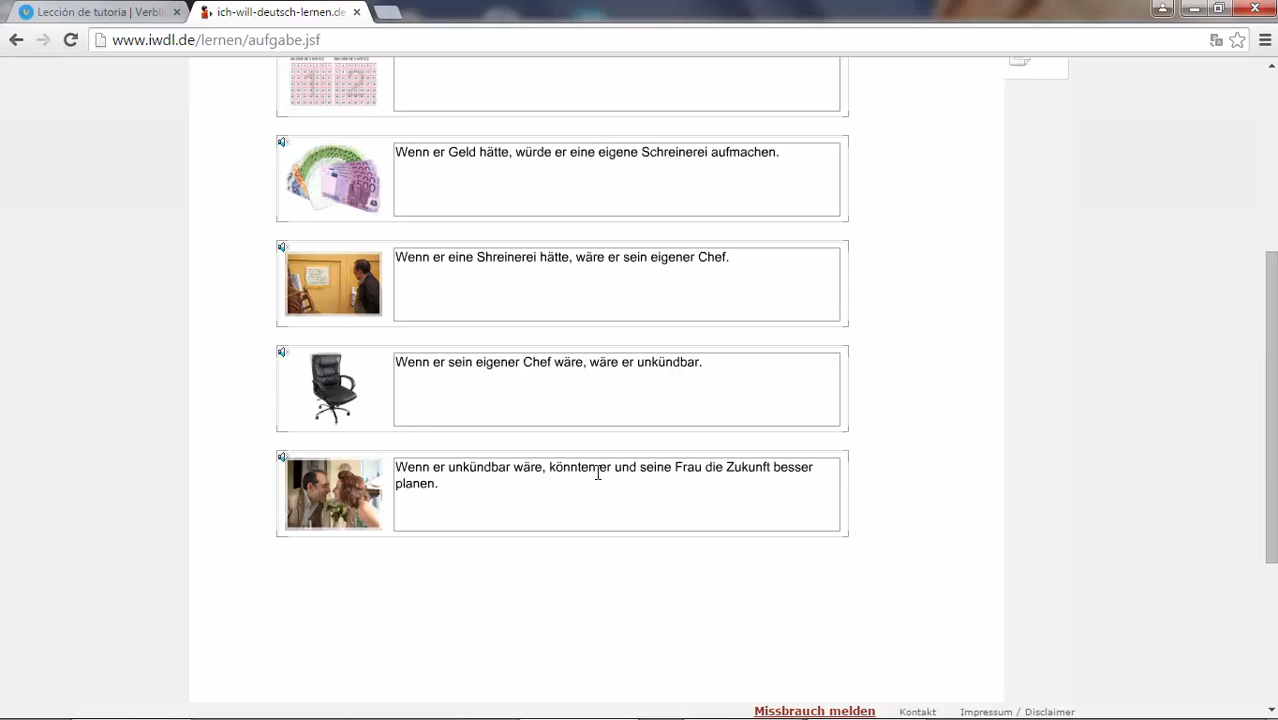 Lección de tutoria | Verblij
ich-will-deutsch-lernen.de
www.iwdl.de/lernen/aufgabe.jsf
Wenn er Geld hätte, würde er eine eigene Schreinerei aufmachen.
Wenn er eine Shreinerei hätte, wäre er sein eigener Chef.
Wenn er sein eigener Chef wäre, wäre er unkündbar.
Wenn er unkündbar wäre, könnten er und seine Frau die Zukunft besser
planen.
Missbrauch melden Kontakt Impressum / Disclaimer